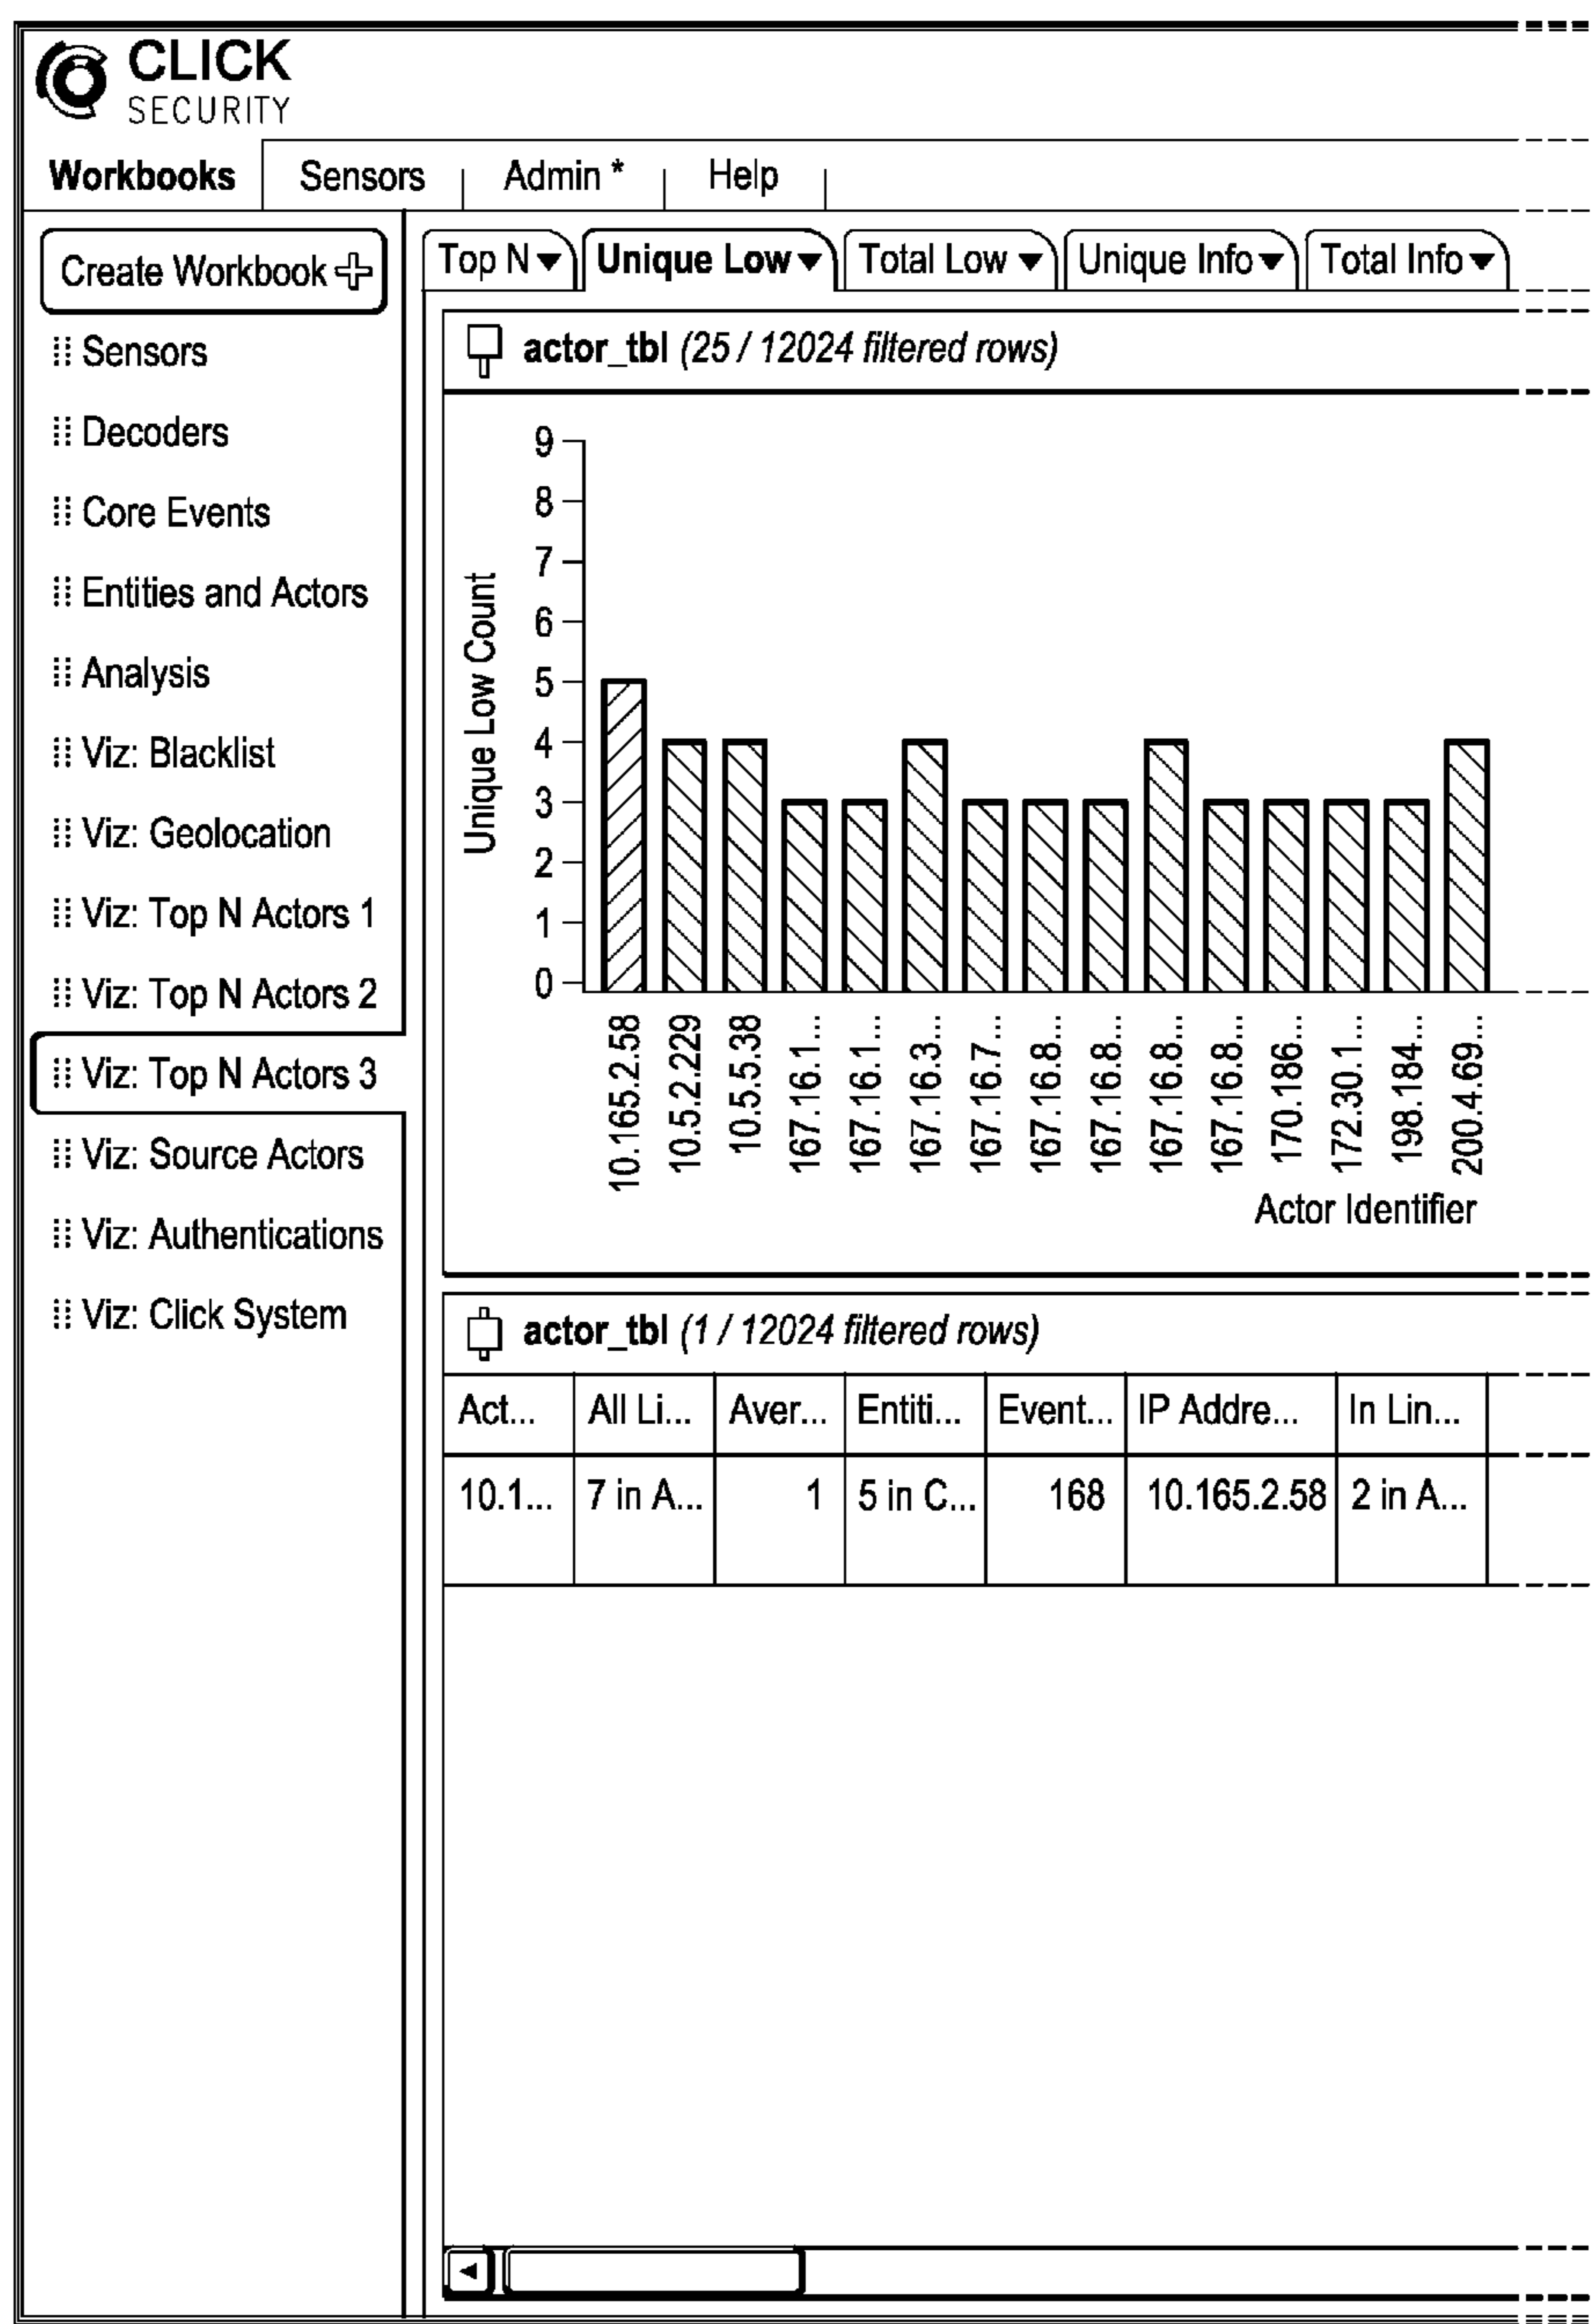 CLICK
SECURITY
Workbooks Sensors Admin * Help
Create Workbook
Sensors
Decoders
Core Events
Entities and Actors
Analysis
Viz: Blacklist
Viz: Geolocation
Viz: Top N Actors 1
Viz: Top N Actors 2
Viz: Top N Actors 3
Viz: Source Actors
Viz: Authentications
Viz: Click System
Top N Unique Low Total Low Unique Info Total Info
actor_tbl (25 / 12024 filtered rows)
Unique Low Count
9
8
7
6
5
4
3
2
1
0
10.165.2.58
10.5.2.229
10.5.5.38
167.16.1...
167.16.1...
167.16.3...
167.16.7...
167.16.8...
167.16.8...
167.16.8...
167.16.8...
170.186...
172.30.1...
198.184...
200.4.69...
Actor Identifier
actor_tbl (1 / 12024 filtered rows)
Act... All Li... Aver... Entiti... Event... IP Addre... In Lin...
10.1... 7 in A... 1 5 in C... 168 10.165.2.58 2 in A...